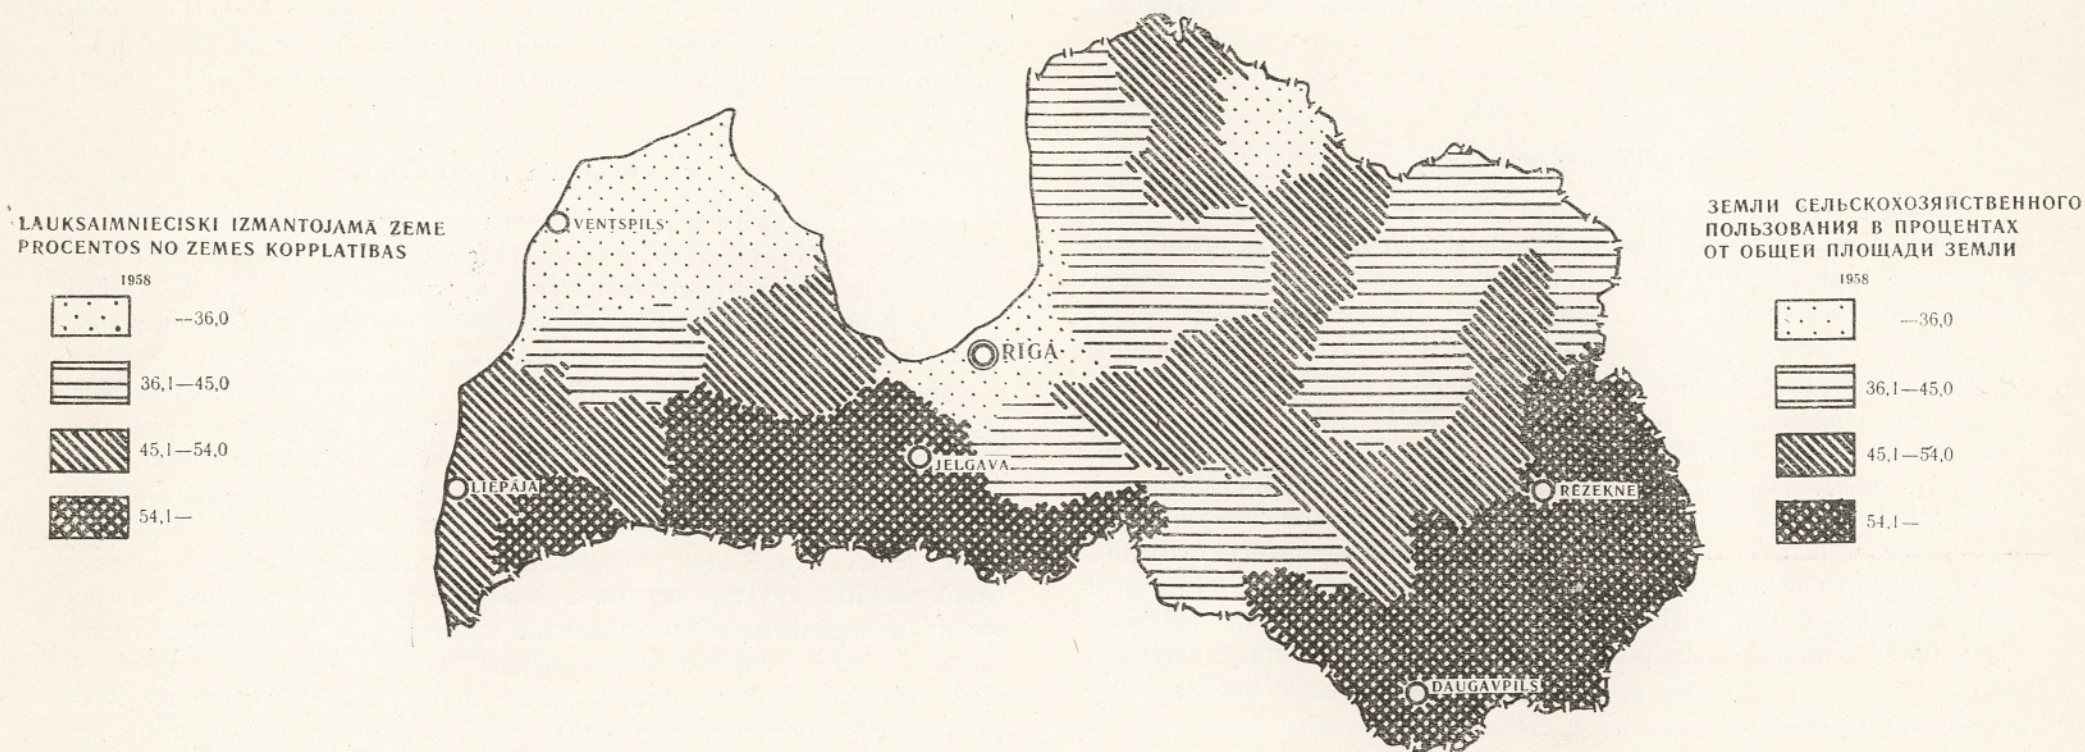 LAUKSAIMNIECISKI IZMANTOJAMĀ ZEME
PROCENTOS NO ZEMES KOPPLATĪBAS
1958
—36,0
36,1—45,0
45,1—54,0
54,1—
VENTSPILS
RĪGA
LIEPĀJA
JELGAVA
RĒZEKNE
DAUGAVPILS
ЗЕМЛИ СЕЛЬСКОХОЗЯЙСТВЕННОГО
ПОЛЬЗОВАНИЯ В ПРОЦЕНТАХ
ОТ ОБЩЕЙ ПЛОЩАДИ ЗЕМЛИ
1958
—36,0
36,1—45,0
45,1—54,0
54,1—